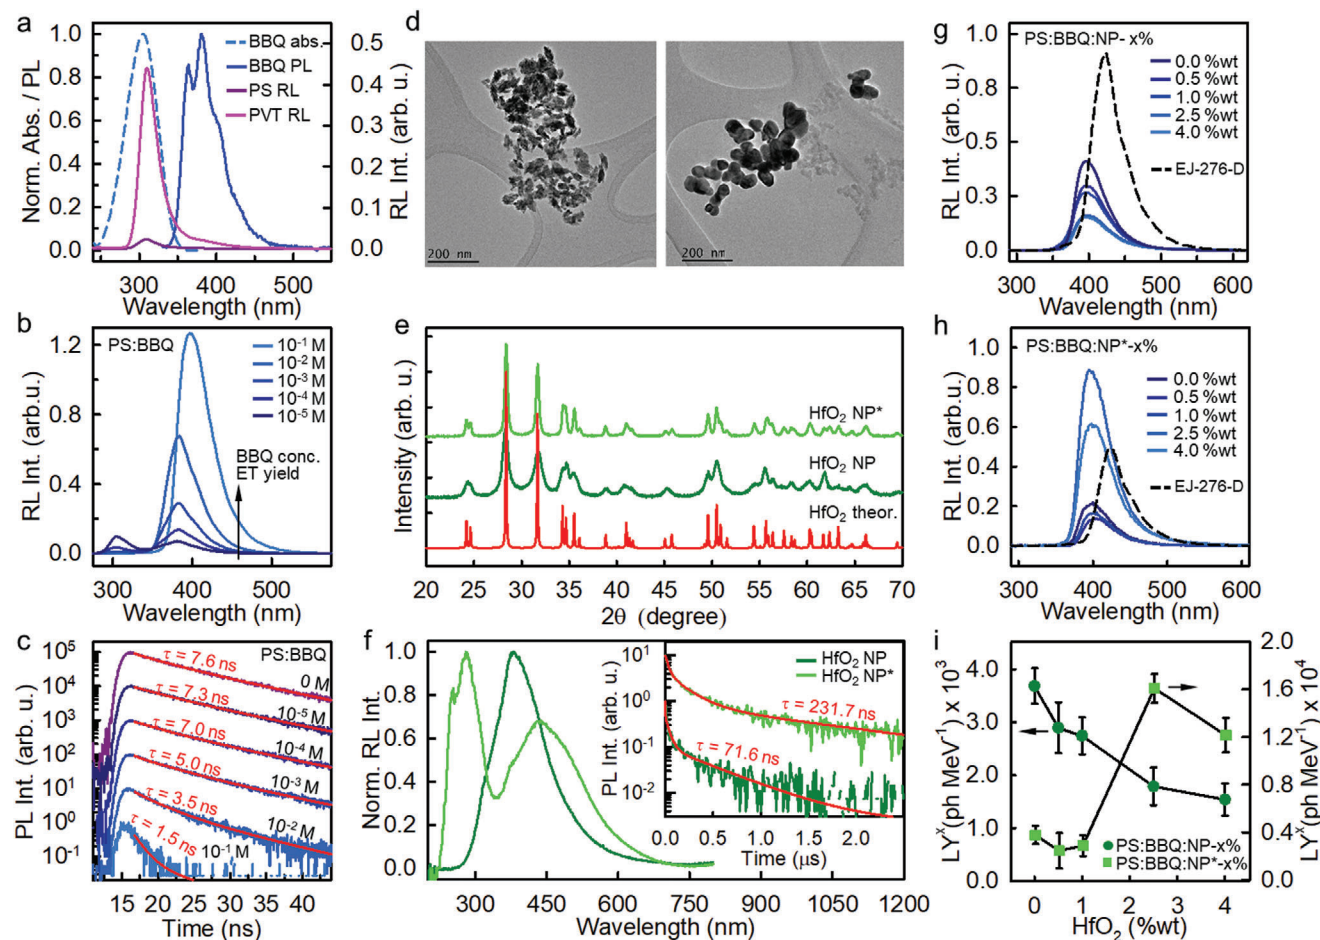 a
Norm. Abs. / PL
1.0
0.8
0.6
0.4
0.2
0.0
BBQ abs.
BBQ PL
PS RL
PVT RL
0.5
0.4
0.3
0.2
0.1
0.0
RL Int. (arb. u.)
300 400 500
Wavelength (nm)
b
RL Int. (arb.u.)
1.2
0.8
0.4
0.0
PS:BBQ
10⁻¹ M
10⁻² M
10⁻³ M
10⁻⁴ M
10⁻⁵ M
BBQ conc.
ET yield
300 400 500
Wavelength (nm)
c
PL Int. (arb. u.)
10⁵
10⁴
10³
10²
10¹
10⁰
10⁻¹
PS:BBQ
τ = 7.6 ns
0 M
τ = 7.3 ns
10⁻⁵ M
τ = 7.0 ns
10⁻⁴ M
τ = 5.0 ns
10⁻³ M
τ = 3.5 ns
10⁻² M
τ = 1.5 ns
10⁻¹ M
15 20 25 30 35 40
Time (ns)
d
200 nm
200 nm
e
Intensity (arb. u.)
HfO₂ NP*
HfO₂ NP
HfO₂ theor.
20 25 30 35 40 45 50 55 60 65 70
2θ (degree)
f
Norm. RL Int.
1.0
0.8
0.6
0.4
0.2
0.0
300 450 600 750 900 1050 1200
Wavelength (nm)
PL Int. (arb. u.)
10¹
10⁰
10⁻¹
10⁻²
HfO₂ NP
HfO₂ NP*
τ = 231.7 ns
τ = 71.6 ns
0.0 0.5 1.0 1.5 2.0
Time (μs)
g
RL Int. (arb. u.)
1.0
0.8
0.5
0.3
0.0
PS:BBQ:NP- x%
0.0 %wt
0.5 %wt
1.0 %wt
2.5 %wt
4.0 %wt
EJ-276-D
300 400 500 600
Wavelength (nm)
h
RL Int. (arb. u.)
1.0
0.8
0.5
0.3
0.0
PS:BBQ:NP*-x%
0.0 %wt
0.5 %wt
1.0 %wt
2.5 %wt
4.0 %wt
EJ-276-D
300 400 500 600
Wavelength (nm)
i
LYˣ(ph MeV⁻¹) x 10³
4.0
3.0
2.0
1.0
0.0
2.0
1.6
1.2
0.8
0.4
0.0
LYˣ(ph MeV⁻¹) x 10⁴
PS:BBQ:NP-x%
PS:BBQ:NP*-x%
0 1 2 3 4
HfO₂ (%wt)